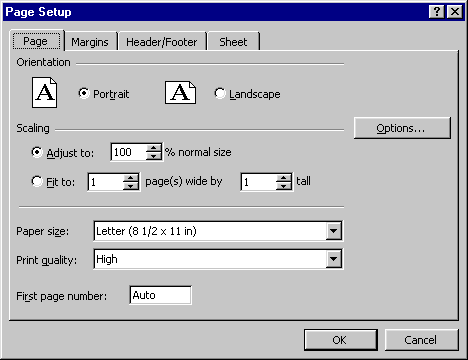 Page Setup
Page Margins Header/Footer Sheet
Orientation
A Portrait A Landscape
Scaling
Options...
Adjust to: 100 % normal size
Fit to: 1 page(s) wide by 1 tall
Paper size: Letter (8 1/2 x 11 in)
Print quality: High
First page number: Auto
OK Cancel